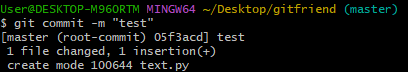 User@DESKTOP-M96ORTM MINGW64 ~/Desktop/gitfriend (master)
$ git commit -m "test"
[master (root-commit) 05f3acd] test
 1 file changed, 1 insertion(+)
 create mode 100644 text.py